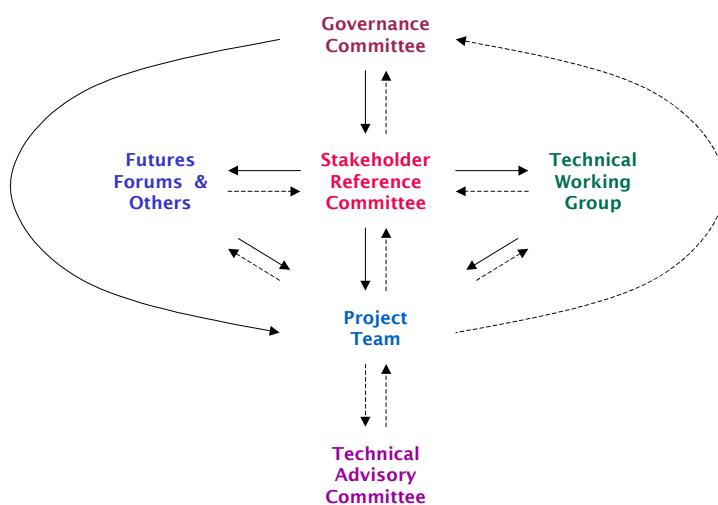 Governance
Committee
Futures
Forums &
Others
Stakeholder
Reference
Committee
Technical
Working
Group
Project
Team
Technical
Advisory
Committee